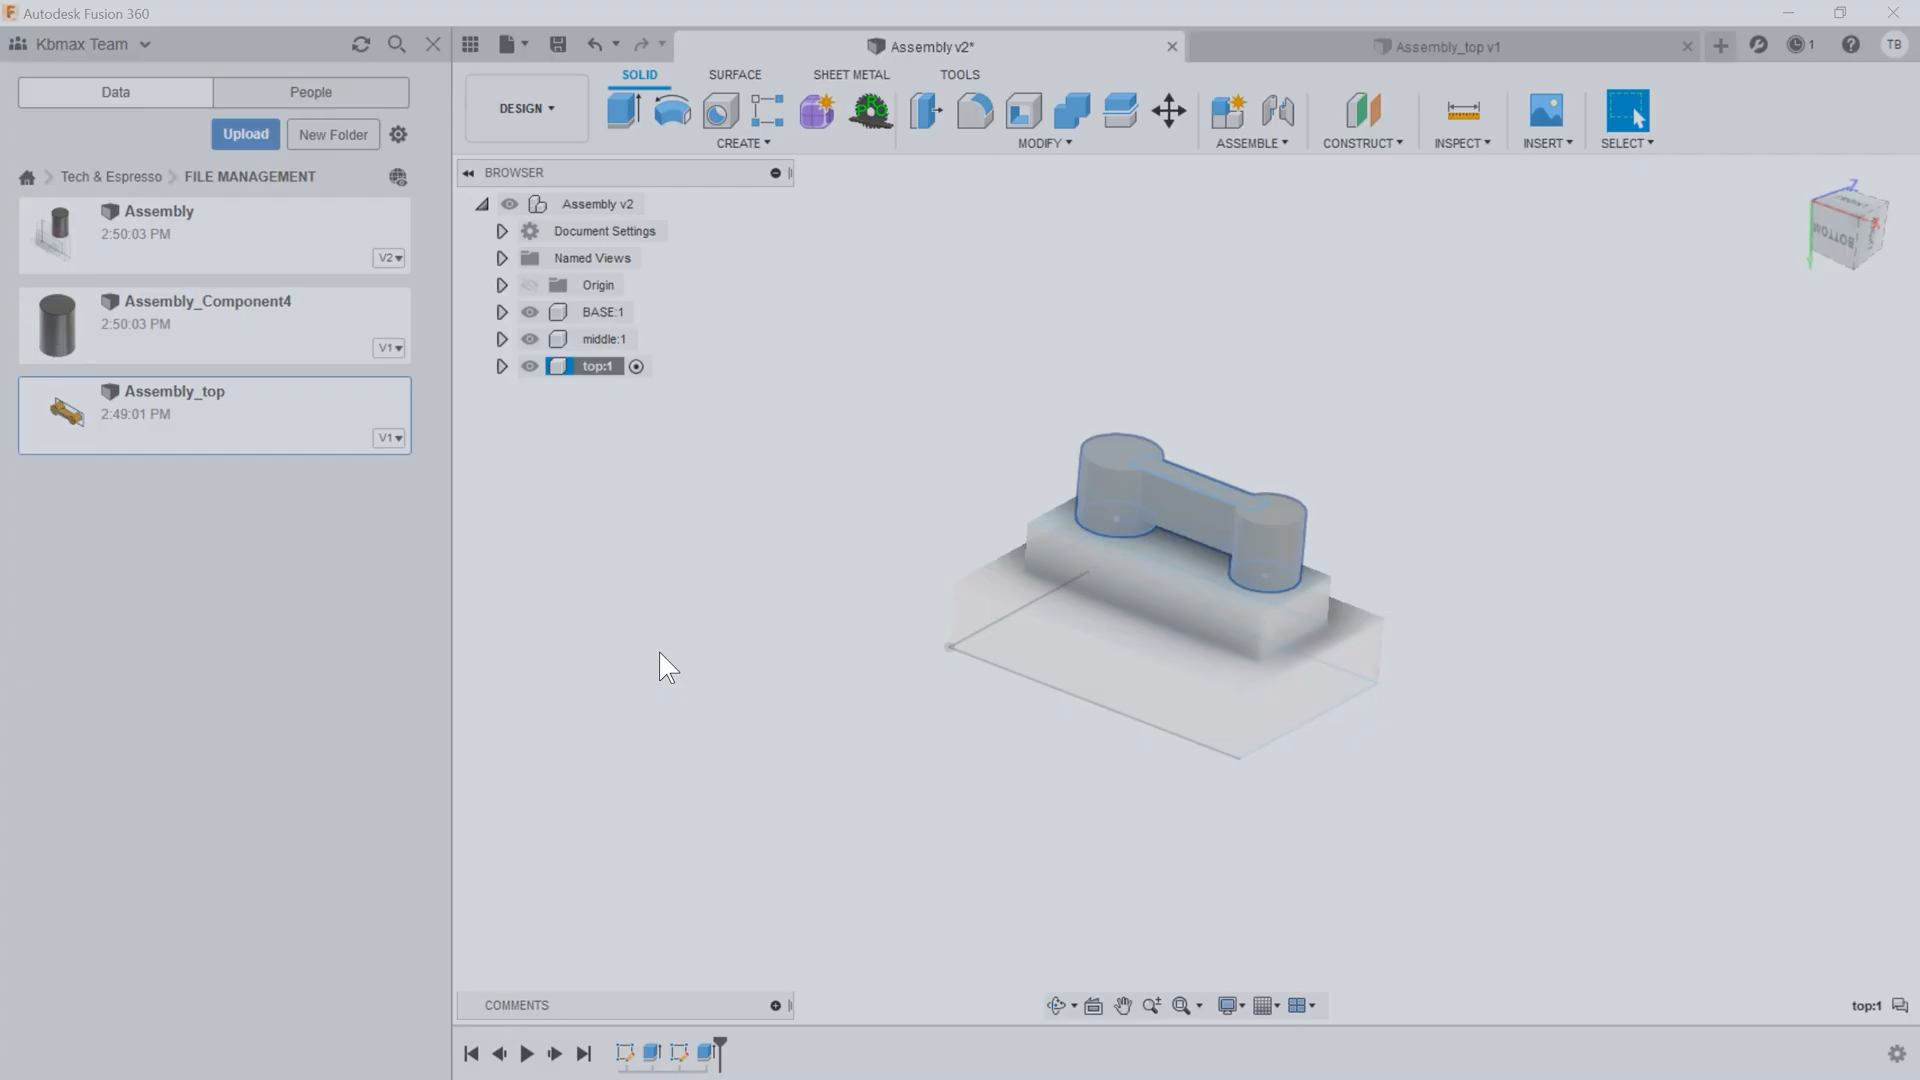 Autodesk Fusion 360
Kbmax Team
Assembly v2*
Assembly_top v1
1
TB
Data
People
SOLID
SURFACE
SHEET METAL
TOOLS
DESIGN
Upload
New Folder
CREATE
MODIFY
ASSEMBLE
CONSTRUCT
INSPECT
INSERT
SELECT
Tech & Espresso
FILE MANAGEMENT
BROWSER
Assembly
2:50:03 PM
V2
Assembly_Component4
2:50:03 PM
V1
Assembly_top
2:49:01 PM
V1
Assembly v2
Document Settings
Named Views
Origin
BASE:1
middle:1
top:1
Z
BOTTOM
X
Y
COMMENTS
top:1